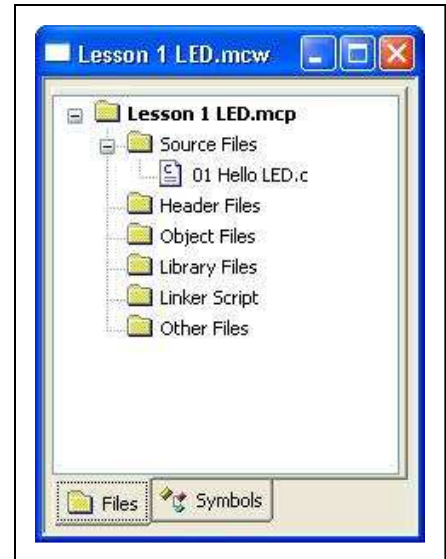 Lesson 1 LED.mcw
Lesson 1 LED.mcp
Source Files
01 Hello LED.c
Header Files
Object Files
Library Files
Linker Script
Other Files
Files Symbols